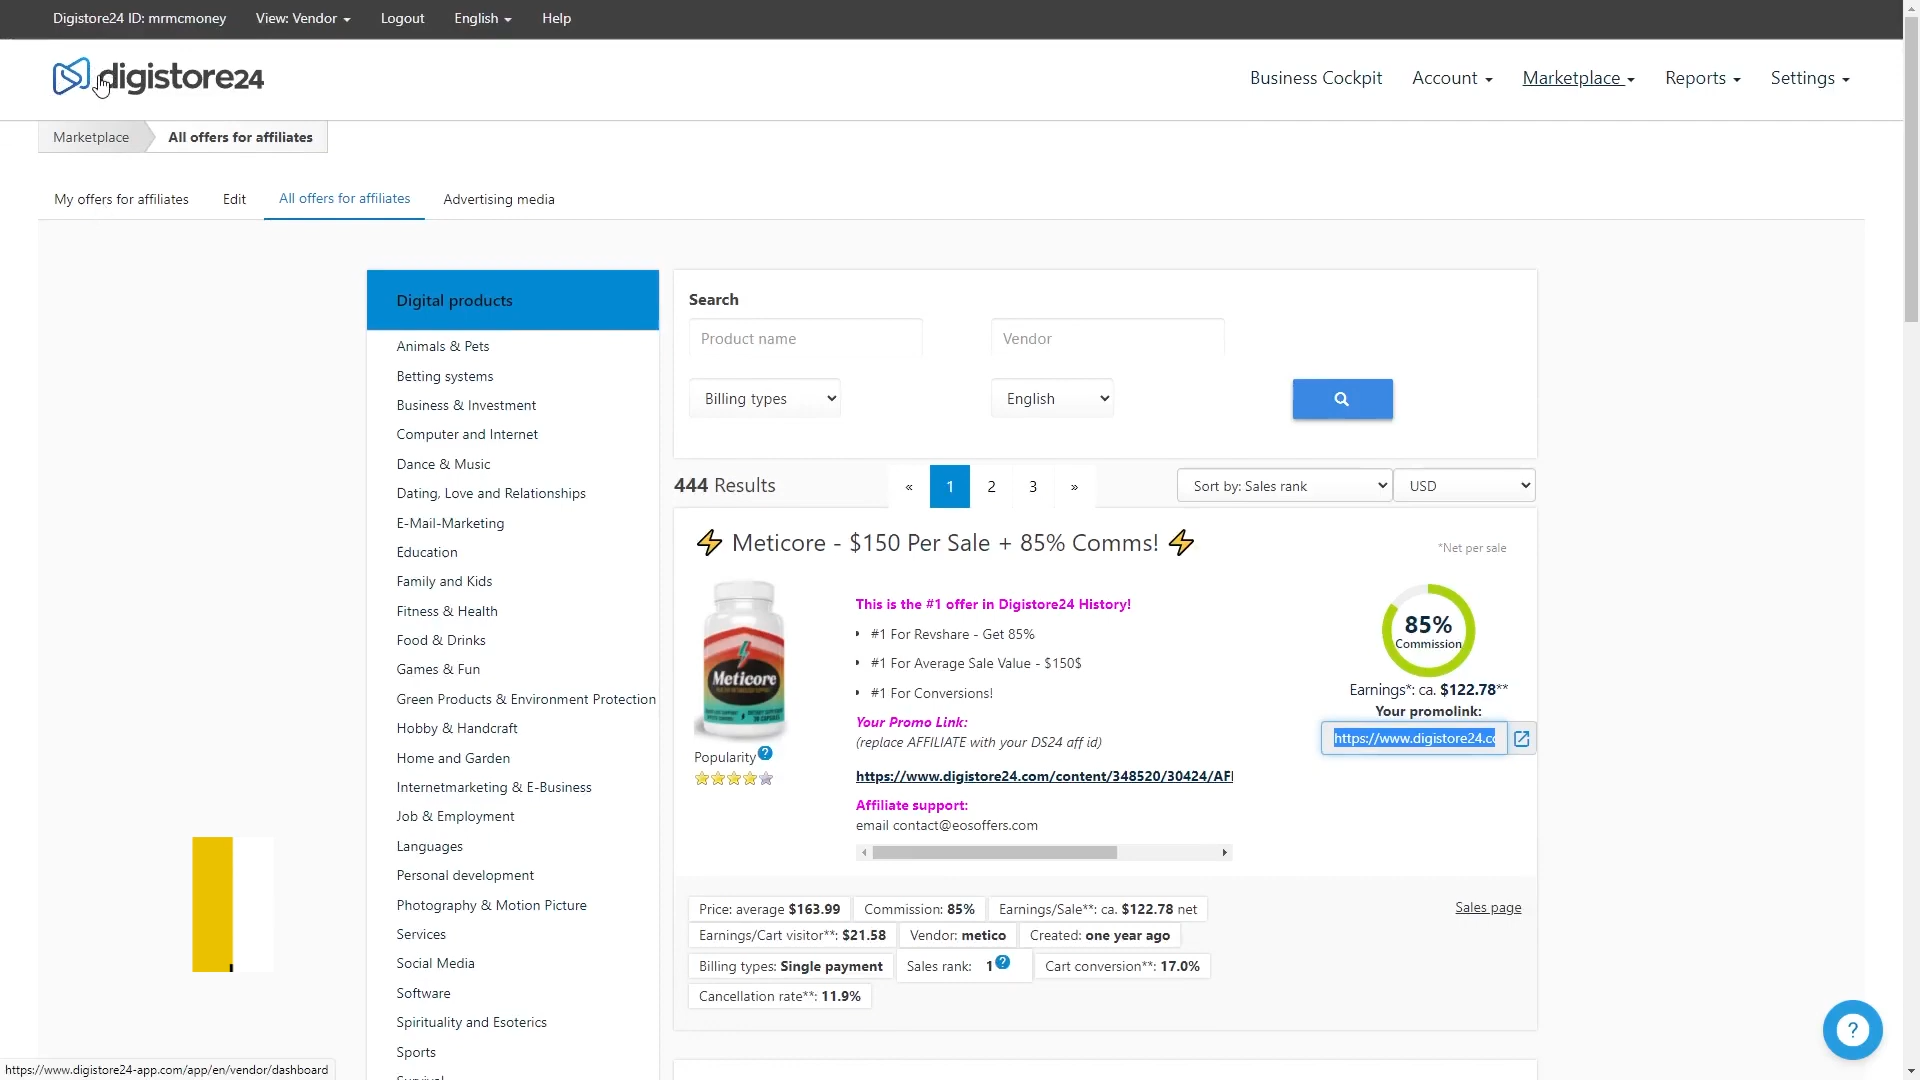 Digistore24 ID: mrmcmoney View: Vendor Logout English Help
digistore24
Business Cockpit Account Marketplace Reports Settings
Marketplace All offers for affiliates
My offers for affiliates Edit All offers for affiliates Advertising media
Digital products
Animals & Pets
Betting systems
Business & Investment
Computer and Internet
Dance & Music
Dating, Love and Relationships
E-Mail-Marketing
Education
Family and Kids
Fitness & Health
Food & Drinks
Games & Fun
Green Products & Environment Protection
Hobby & Handcraft
Home and Garden
Internetmarketing & E-Business
Job & Employment
Languages
Personal development
Photography & Motion Picture
Services
Social Media
Software
Spirituality and Esoterics
Sports
Search
Product name Vendor
Billing types English
444 Results « 1 2 3 » Sort by: Sales rank USD
⚡ Meticore - $150 Per Sale + 85% Comms! ⚡
*Net per sale
Meticore
Popularity
This is the #1 offer in Digistore24 History!
#1 For Revshare - Get 85%
#1 For Average Sale Value - $150$
#1 For Conversions!
Your Promo Link:
(replace AFFILIATE with your DS24 aff id)
https://www.digistore24.com/content/348520/30424/AFI
Affiliate support:
email contact@eosoffers.com
85%
Commission
Earnings*: ca. $122.78**
Your promolink:
https://www.digistore24.co
Price: average $163.99 Commission: 85% Earnings/Sale**: ca. $122.78 net
Earnings/Cart visitor**: $21.58 Vendor: metico Created: one year ago
Billing types: Single payment Sales rank: 1 Cart conversion**: 17.0%
Cancellation rate**: 11.9%
Sales page
https://www.digistore24-app.com/app/en/vendor/dashboard